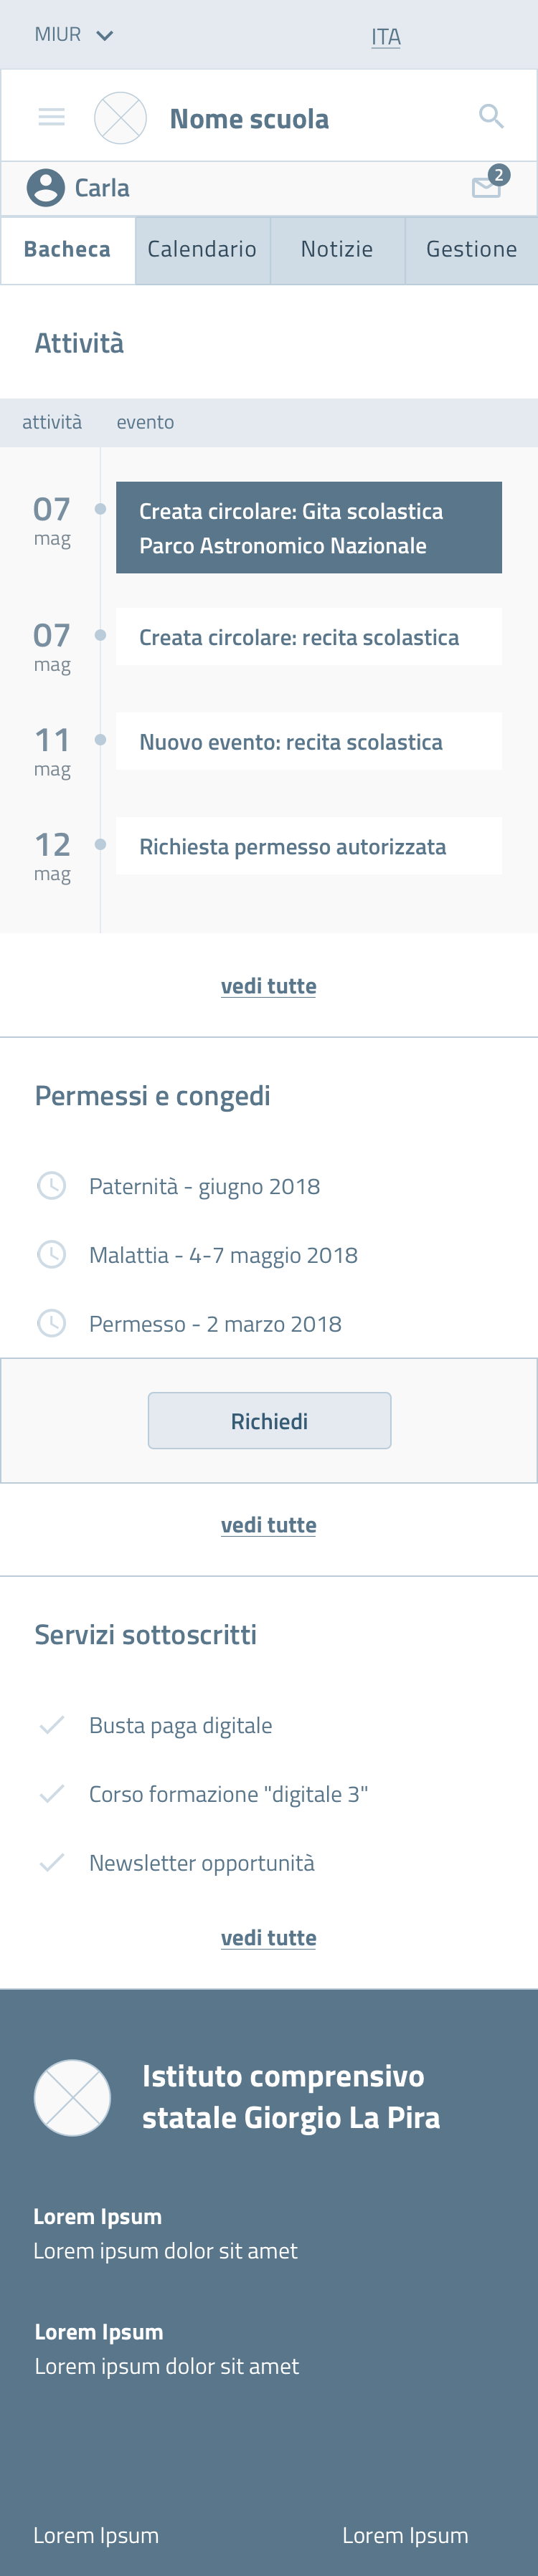 MIUR
ITA
Nome scuola
Carla
2
Bacheca
Calendario
Notizie
Gestione
Attività
attività
evento
07
mag
Creata circolare: Gita scolastica
Parco Astronomico Nazionale
07
mag
Creata circolare: recita scolastica
11
mag
Nuovo evento: recita scolastica
12
mag
Richiesta permesso autorizzata
vedi tutte
Permessi e congedi
Paternità - giugno 2018
Malattia - 4-7 maggio 2018
Permesso - 2 marzo 2018
Richiedi
vedi tutte
Servizi sottoscritti
Busta paga digitale
Corso formazione "digitale 3"
Newsletter opportunità
vedi tutte
Istituto comprensivo
statale Giorgio La Pira
Lorem Ipsum
Lorem ipsum dolor sit amet
Lorem Ipsum
Lorem ipsum dolor sit amet
Lorem Ipsum
Lorem Ipsum